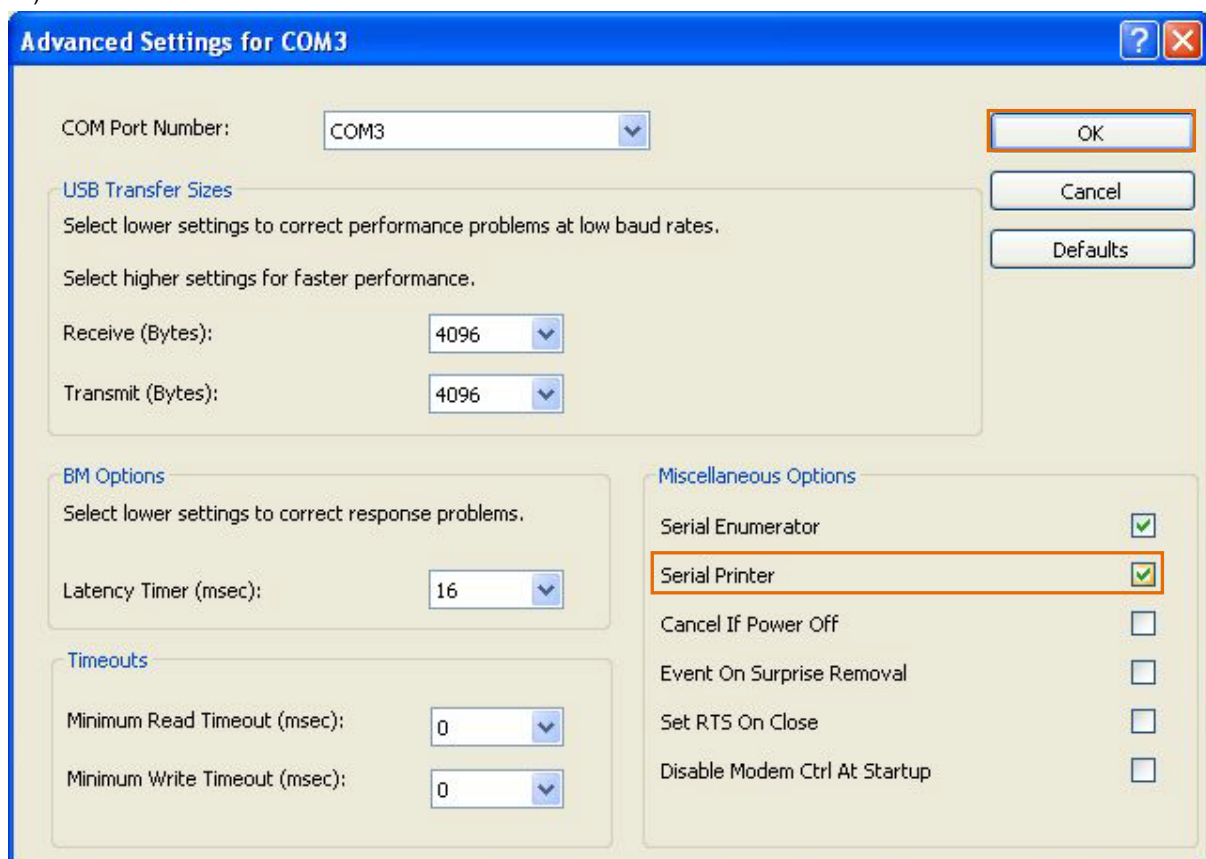 Advanced Settings for COM3
COM Port Number: COM3
OK
USB Transfer Sizes
Cancel
Select lower settings to correct performance problems at low baud rates.
Defaults
Select higher settings for faster performance.
Receive (Bytes): 4096
Transmit (Bytes): 4096
BM Options
Select lower settings to correct response problems.
Latency Timer (msec): 16
Timeouts
Minimum Read Timeout (msec): 0
Minimum Write Timeout (msec): 0
Miscellaneous Options
Serial Enumerator
Serial Printer
Cancel If Power Off
Event On Surprise Removal
Set RTS On Close
Disable Modem Ctrl At Startup